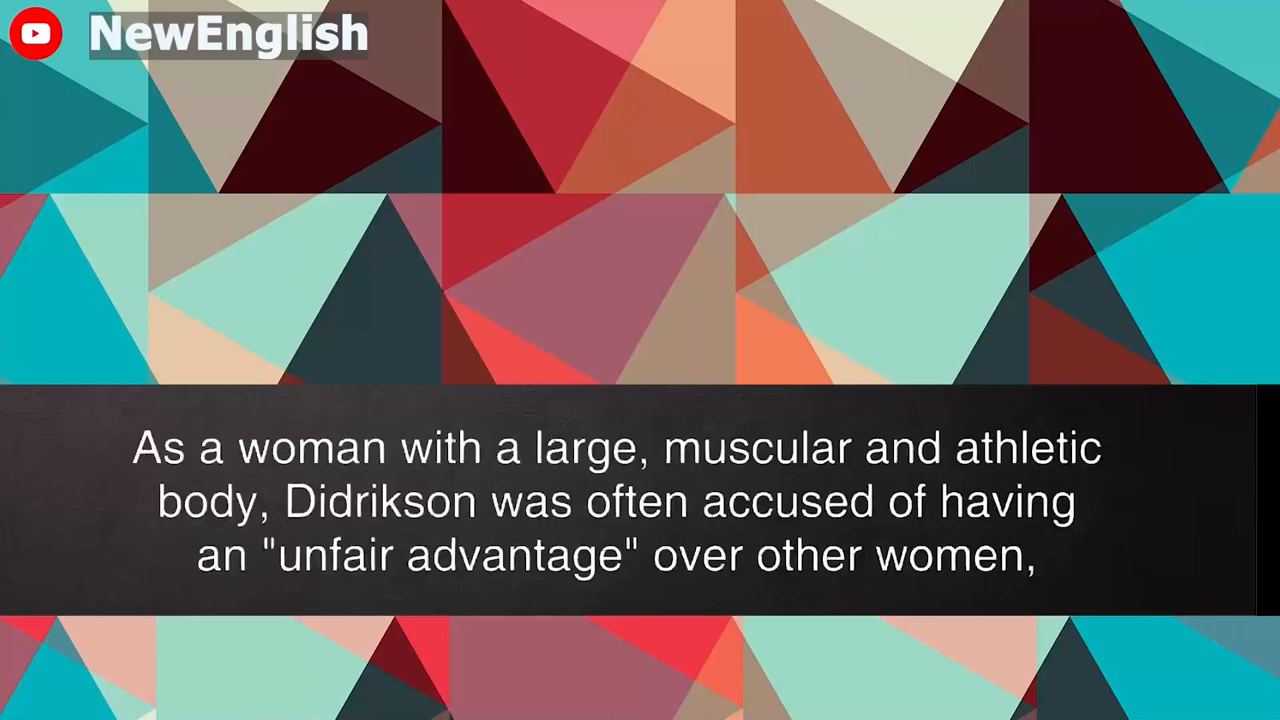 NewEnglish
As a woman with a large, muscular and athletic
body, Didrikson was often accused of having
an "unfair advantage" over other women,